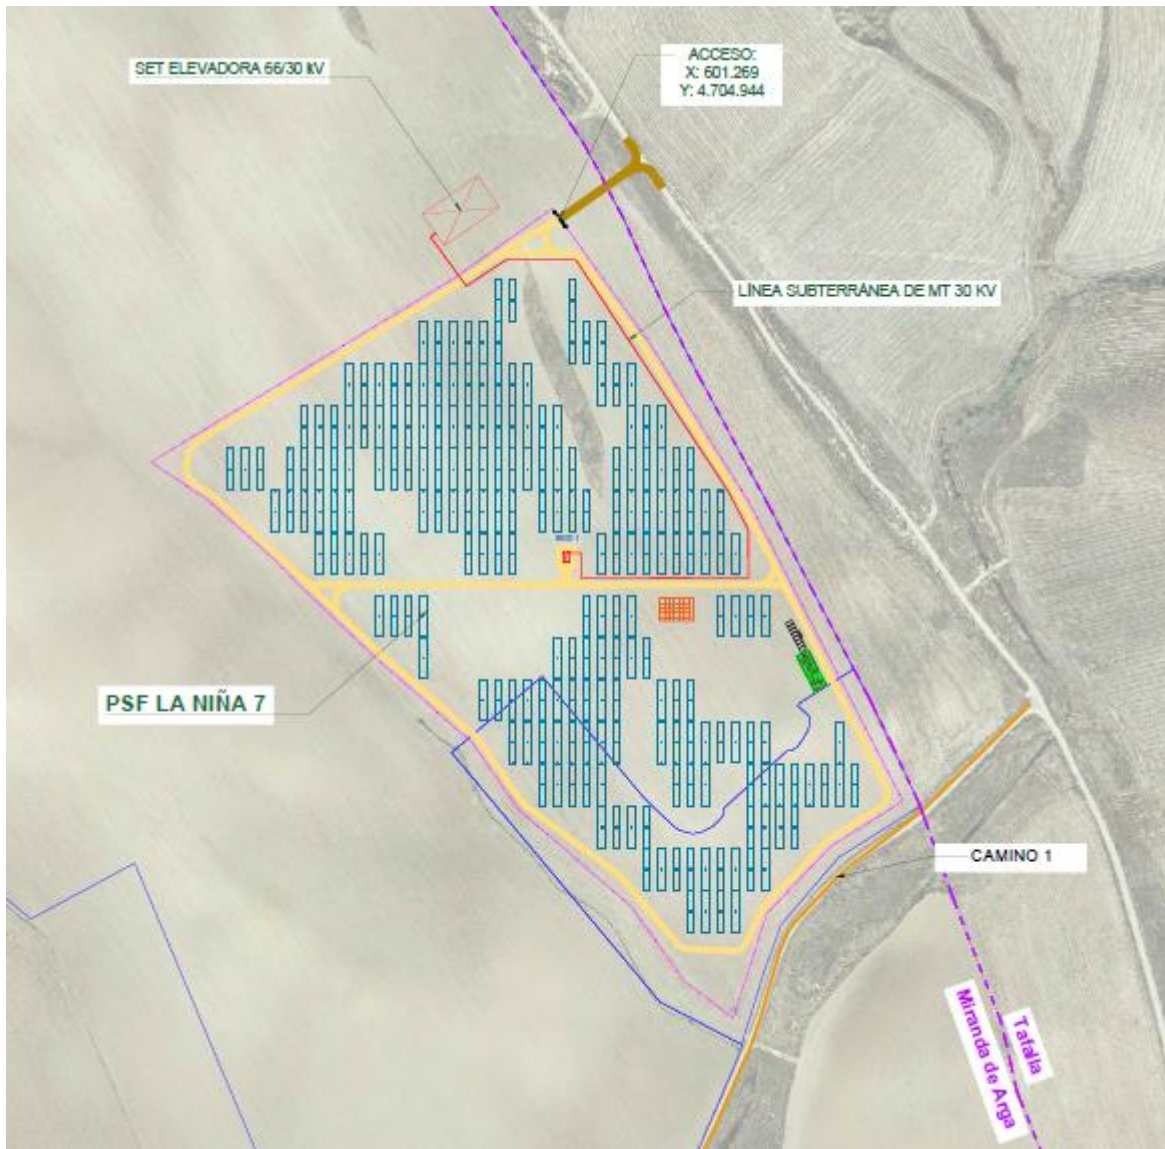 SET ELEVADORA 66/30 kV
ACCESO:
X: 601.269
Y: 4.704.944
LÍNEA SUBTERRÁNEA DE MT 30 KV
PSF LA NIÑA 7
CAMINO 1
Tafalla
Miranda de Arga